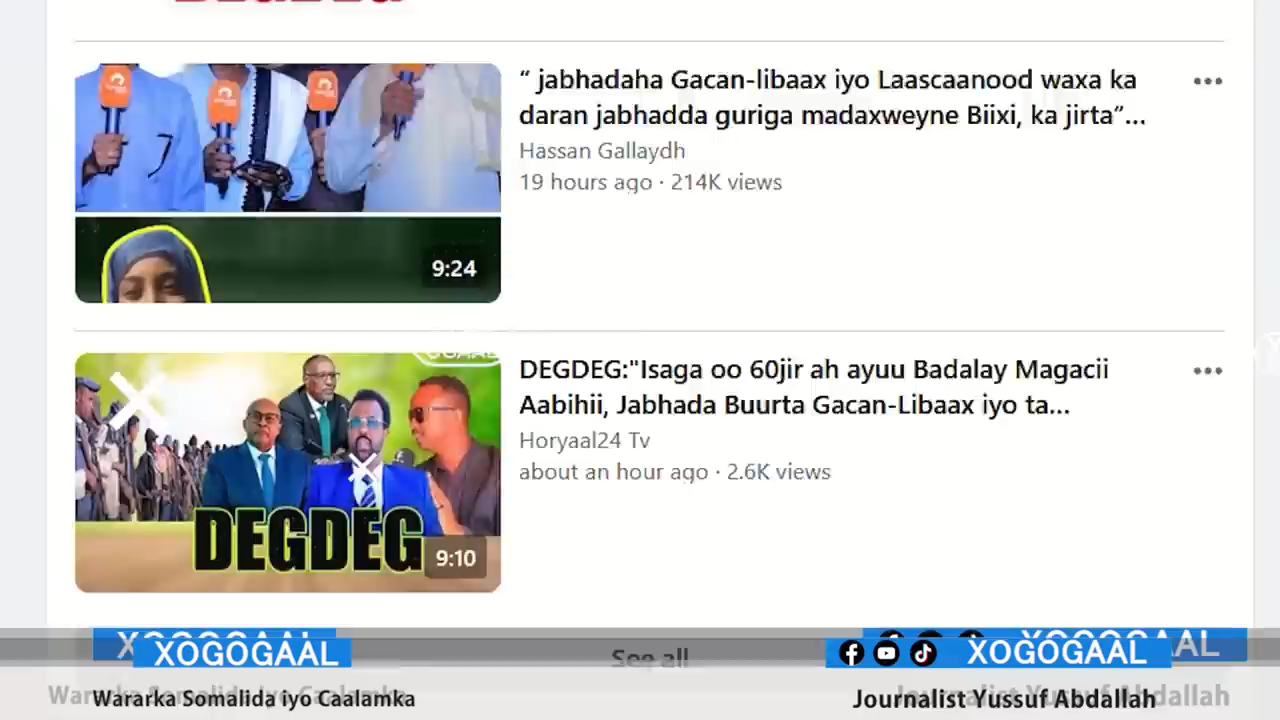 “ jabhadaha Gacan-libaax iyo Laascaanood waxa ka
daran jabhadda guriga madaxweyne Biixi, ka jirta”...
Hassan Gallaydh
19 hours ago · 214K views
9:24
DEGDEG:"Isaga oo 60jir ah ayuu Badalay Magacii
Aabihii, Jabhada Buurta Gacan-Libaax iyo ta...
Horyaal24 Tv
about an hour ago · 2.6K views
DEGDEG
9:10
See all
XOGOGAAL
XOGOGAAL
Wararka Somalida Iyo Caalamka
Journalist Yussuf Abdallah